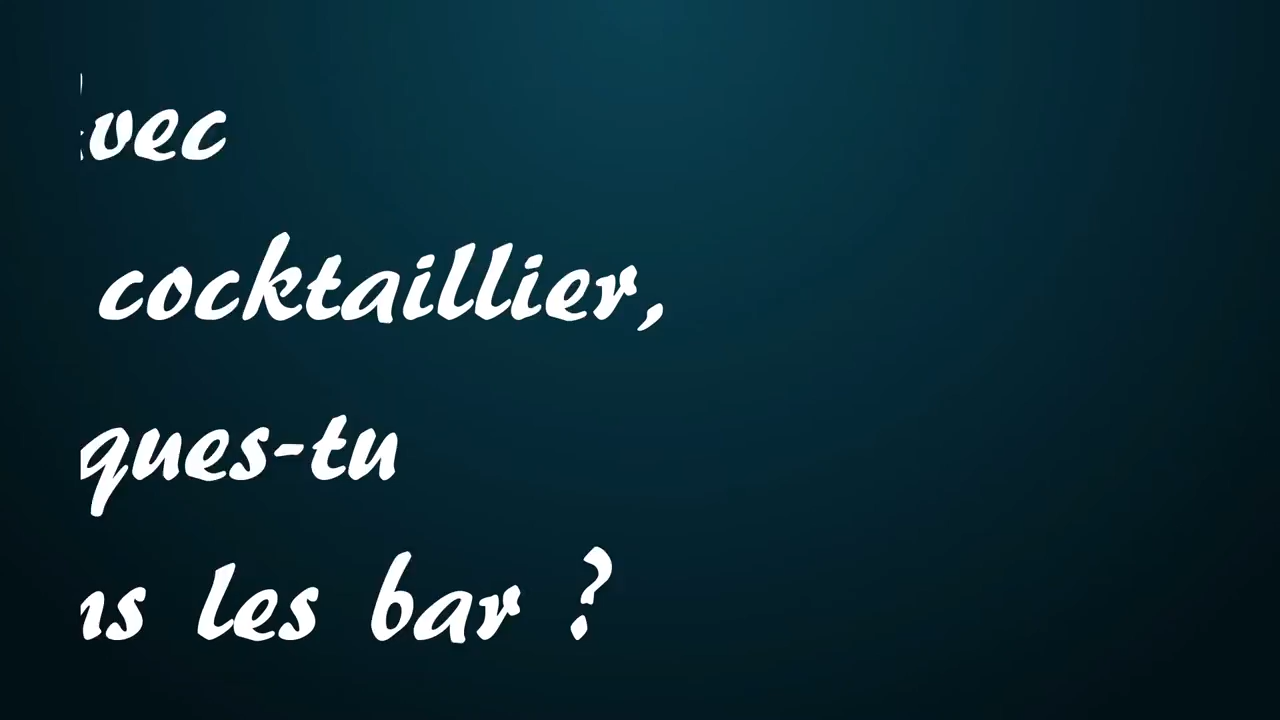 vec
cocktaillier,
ques-tu
les bar ?